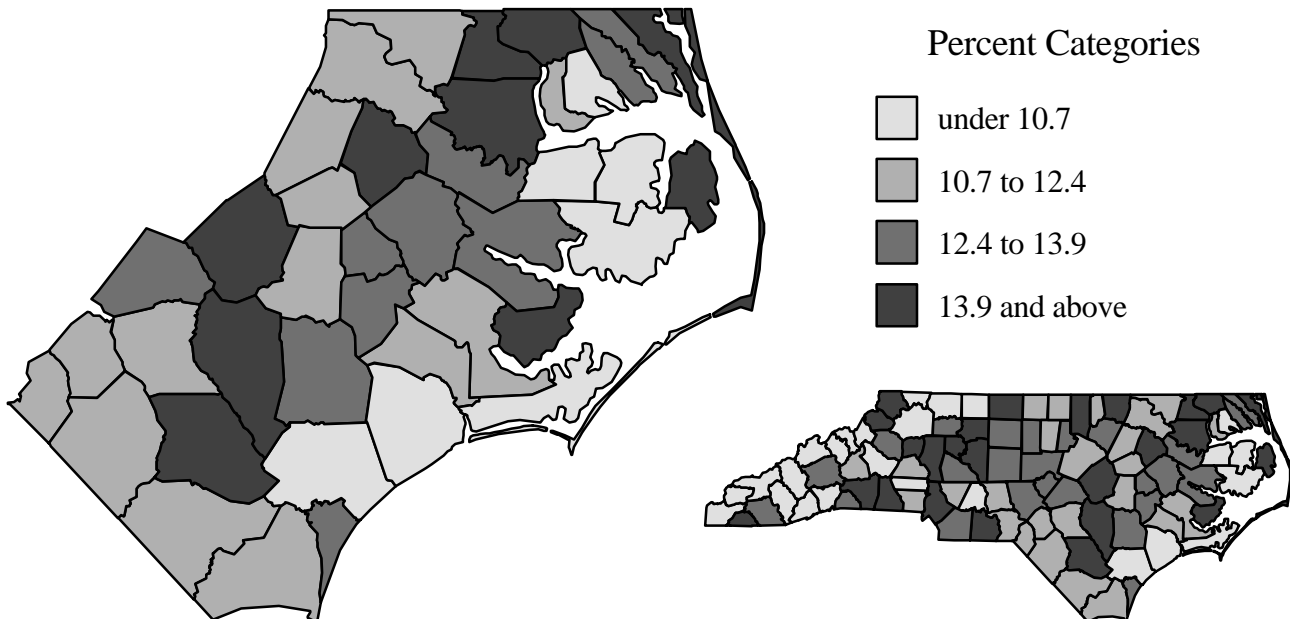 Percent Categories
under 10.7
10.7 to 12.4
12.4 to 13.9
13.9 and above